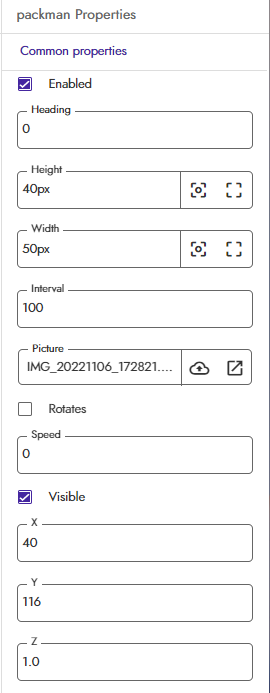 packman Properties
Common properties
Enabled
Heading
0
Height
40px
Width
50px
Interval
100
Picture
IMG_20221106_172821....
Rotates
Speed
0
Visible
X
40
Y
116
Z
1.0